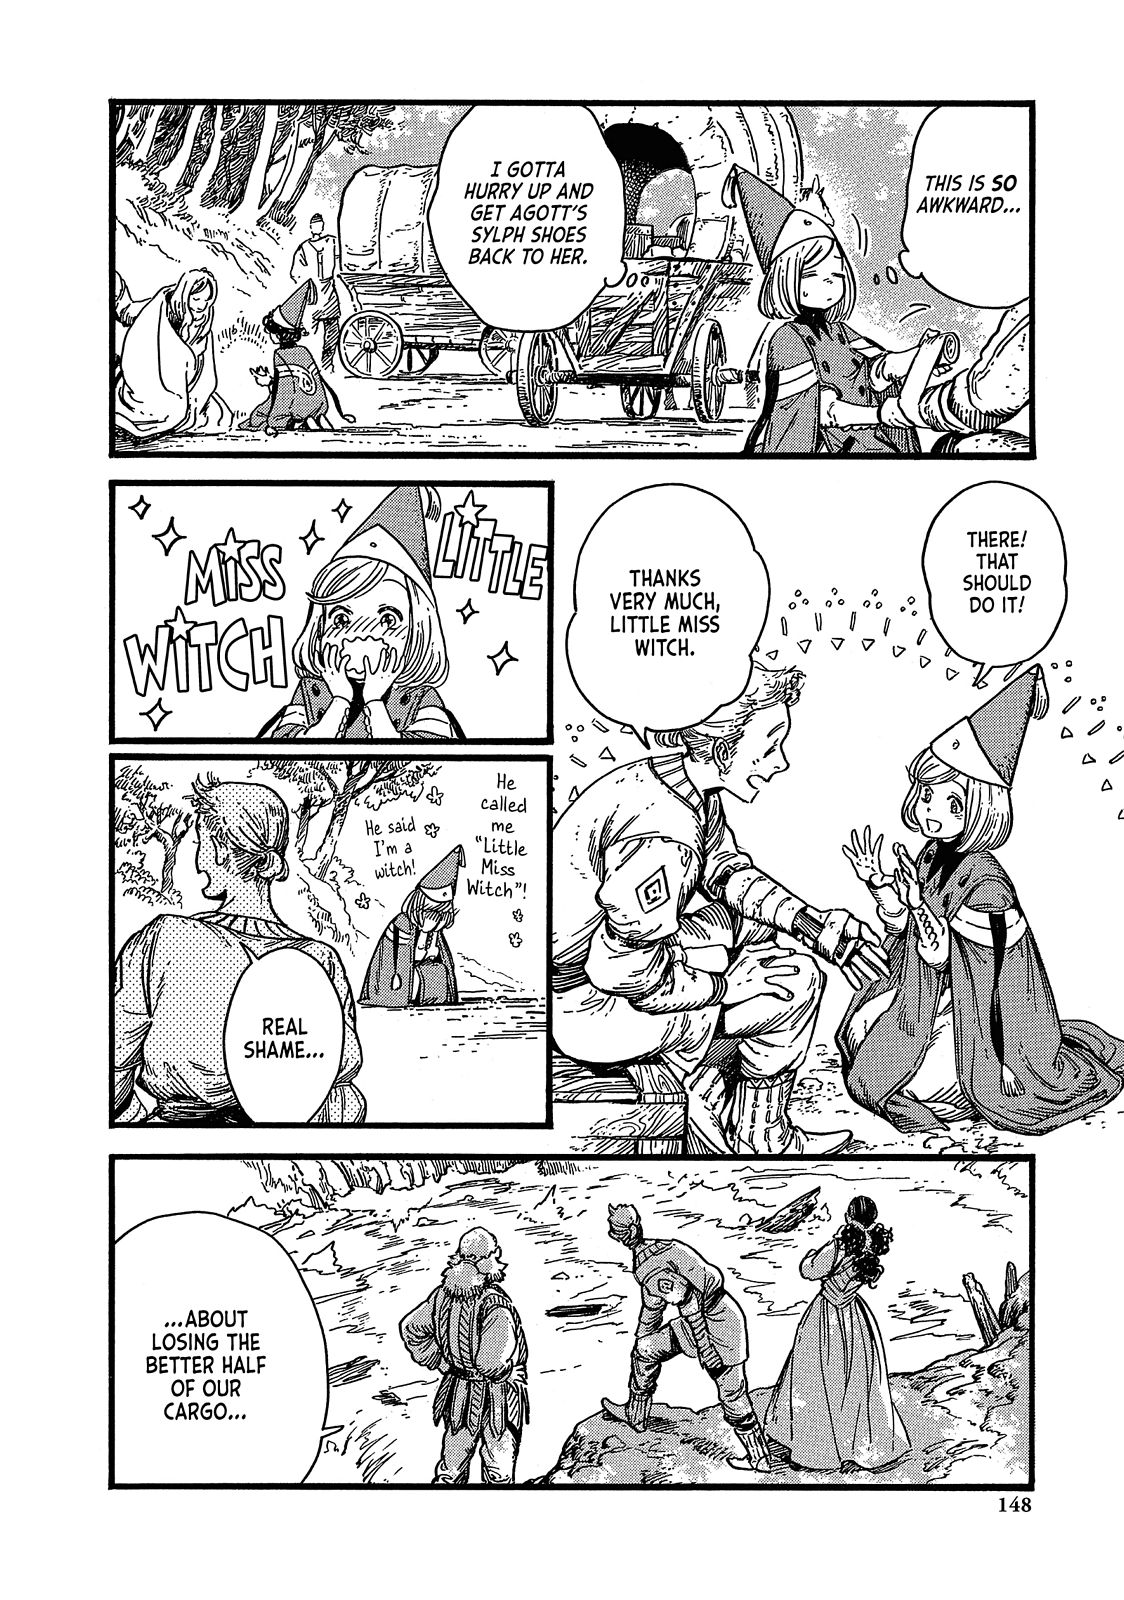 THIS IS SO
AWKWARD...
I GOTTA
HURRY UP AND
GET AGOTT'S
SYLPH SHOES
BACK TO HER.
THERE!
THAT
SHOULD
DO IT!
THANKS
VERY MUCH,
LITTLE MISS
WITCH.
LITTLE
MISS
WITCH
He
called
me
"Little
Miss
Witch"!
He said
I'm a
witch!
REAL
SHAME...
...ABOUT
LOSING THE
BETTER HALF
OF OUR
CARGO...
148